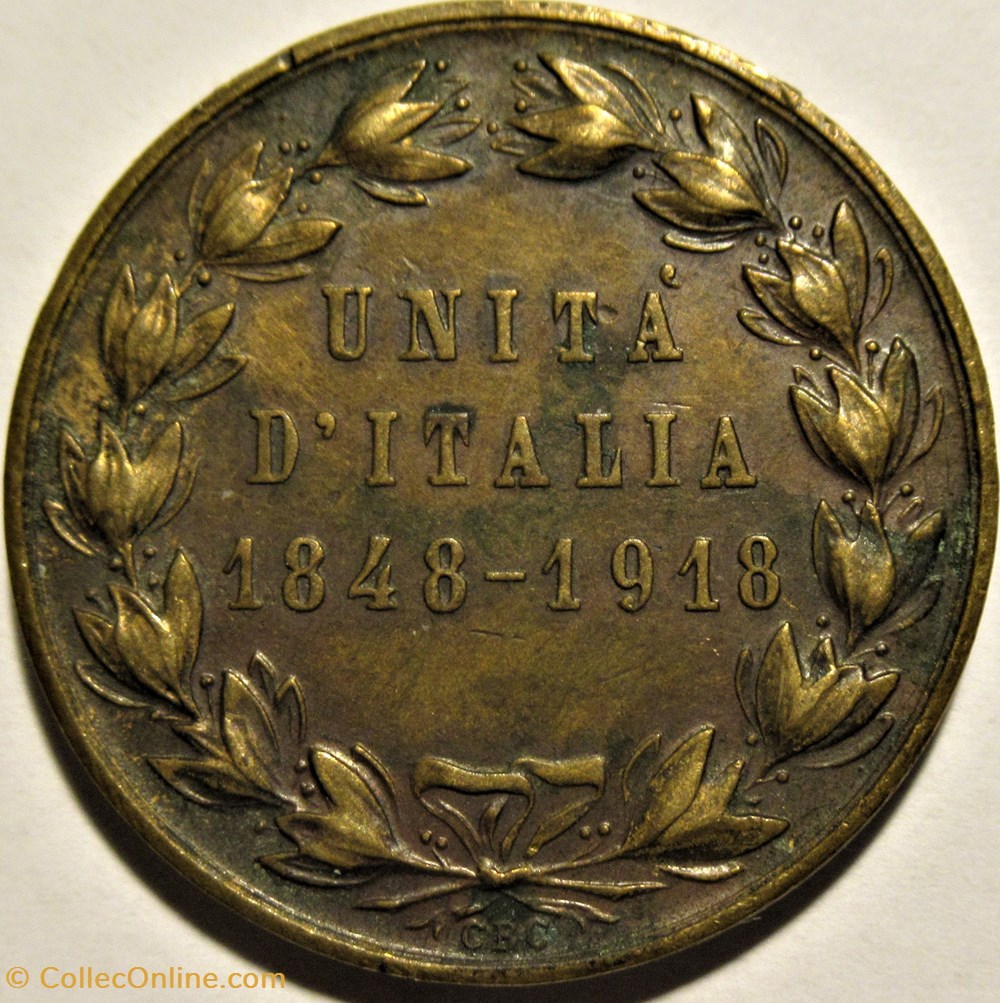 UNITÀ
D'ITALIA
1848-1918
© CollecOnline.com